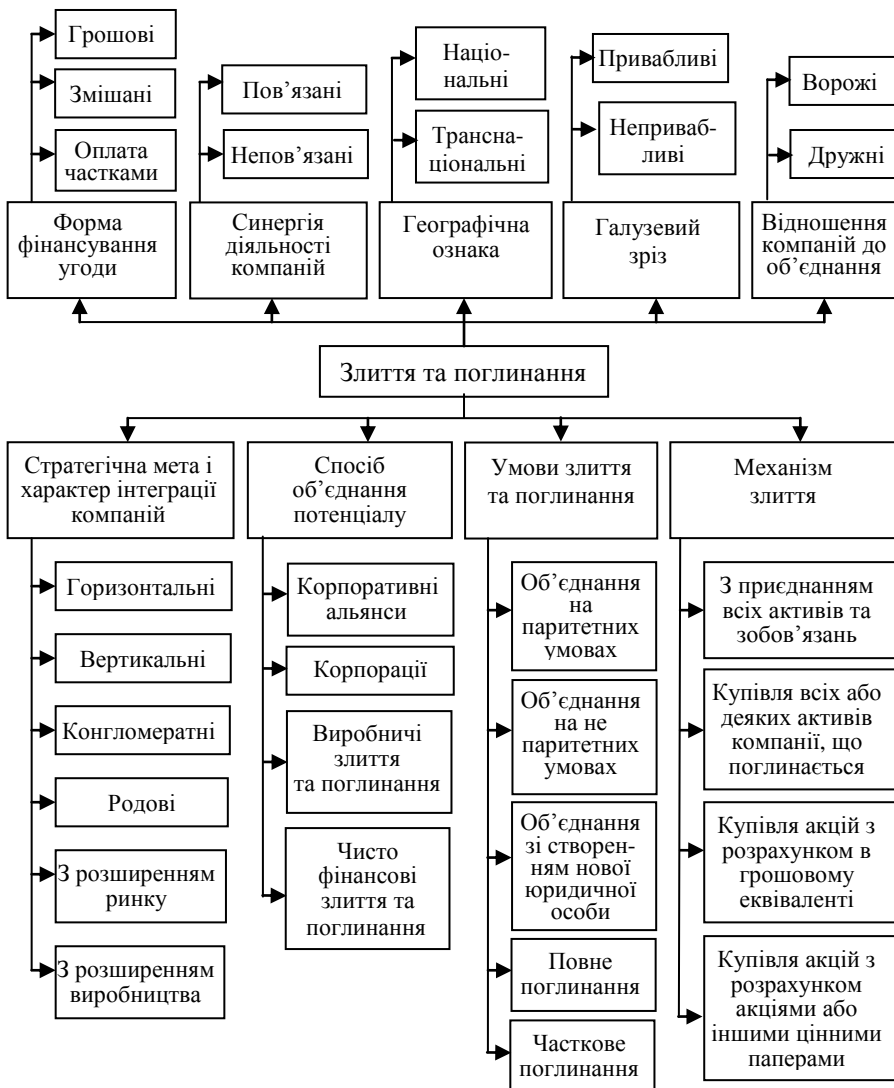 Грошові
Змішані
Оплата
частками
Форма
фінансування
угоди
Пов’язані
Непов’язані
Синергія
діяльності
компаній
Націо-
нальні
Трансна-
ціональні
Географічна
ознака
Привабливі
Неприваб-
ливі
Галузевий
зріз
Ворожі
Дружні
Відношення
компаній до
об’єднання
Злиття та поглинання
Стратегічна мета і
характер інтеграції
компаній
Горизонтальні
Вертикальні
Конгломератні
Родові
З розширенням
ринку
З розширенням
виробництва
Спосіб
об’єднання
потенціалу
Корпоративні
альянси
Корпорації
Виробничі
злиття
та поглинання
Чисто
фінансові
злиття та
поглинання
Умови злиття
та поглинання
Об’єднання
на
паритетних
умовах
Об’єднання
на не
паритетних
умовах
Об’єднання
зі створен-
ням нової
юридичної
особи
Повне
поглинання
Часткове
поглинання
Механізм
злиття
З приєднанням
всіх активів та
зобов’язань
Купівля всіх або
деяких активів
компанії, що
поглинається
Купівля акцій з
розрахунком в
грошовому
еквіваленті
Купівля акцій з
розрахунком
акціями або
іншими цінними
паперами